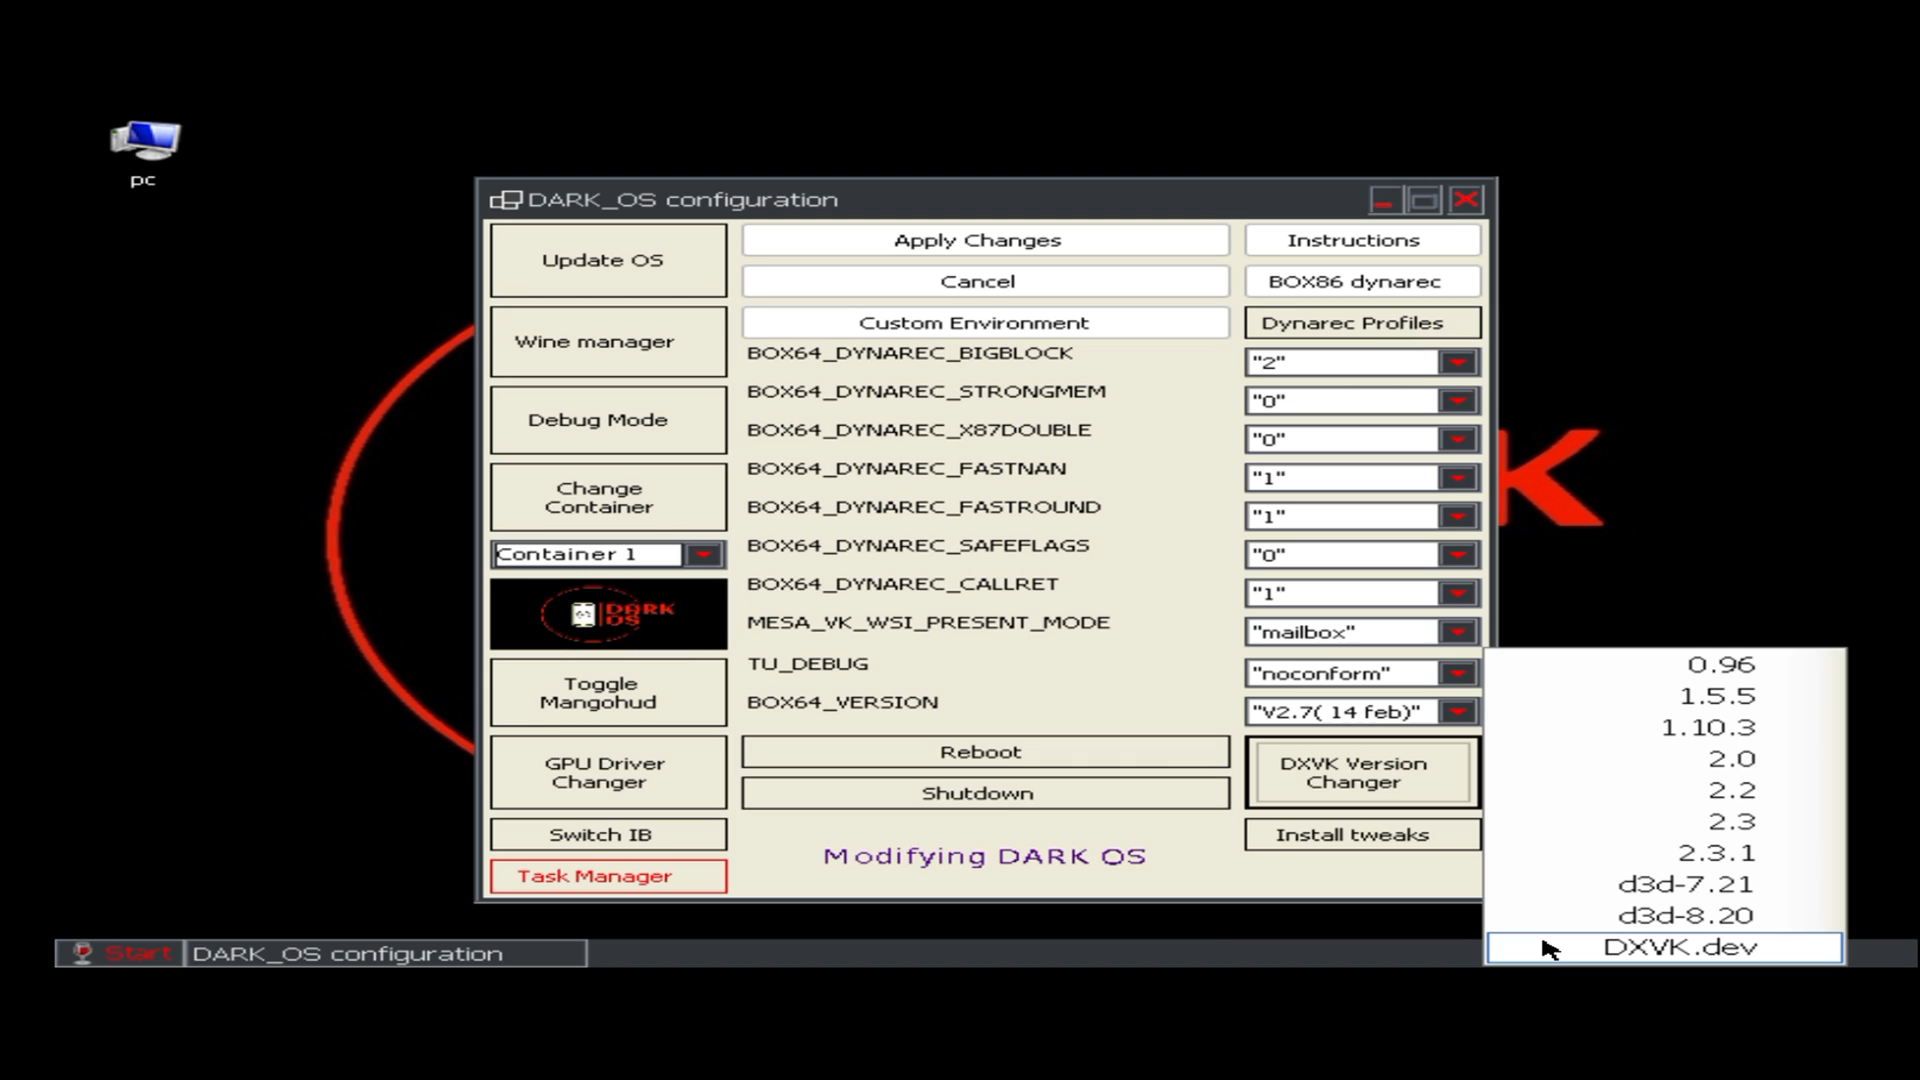 pc
DARK_OS configuration
Update OS
Wine manager
Debug Mode
Change
Container
Container 1
DARK
OS
Toggle
Mangohud
GPU Driver
Changer
Switch IB
Task Manager
Apply Changes
Cancel
Custom Environment
Instructions
BOX86 dynarec
Dynarec Profiles
BOX64_DYNAREC_BIGBLOCK "2"
BOX64_DYNAREC_STRONGMEM "0"
BOX64_DYNAREC_X87DOUBLE "0"
BOX64_DYNAREC_FASTNAN "1"
BOX64_DYNAREC_FASTROUND "1"
BOX64_DYNAREC_SAFEFLAGS "0"
BOX64_DYNAREC_CALLRET "1"
MESA_VK_WSI_PRESENT_MODE "mailbox"
TU_DEBUG "noconform"
BOX64_VERSION "V2.7( 14 feb)"
Reboot
Shutdown
DXVK Version
Changer
Install tweaks
Modifying DARK OS
K
0.96
1.5.5
1.10.3
2.0
2.2
2.3
2.3.1
d3d-7.21
d3d-8.20
DXVK.dev
Start
DARK_OS configuration